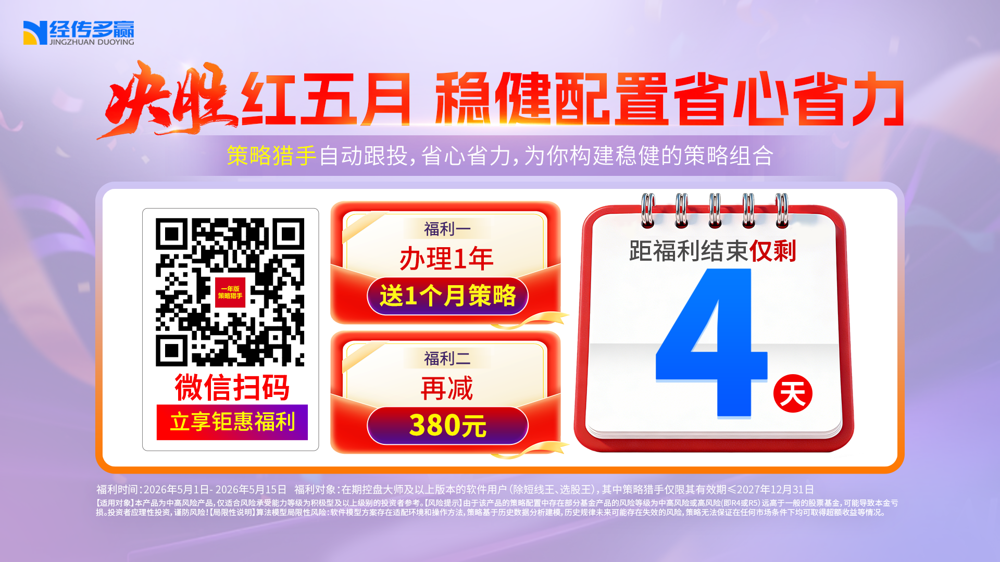 经传多赢
JINGZHUAN DUOYING
决胜红五月 稳健配置省心省力
策略猎手自动跟投，省心省力，为你构建稳健的策略组合
一年版
策略猎手
微信扫码
立享钜惠福利
福利一
办理1年
送1个月策略
福利二
再减
380元
距福利结束仅剩
4
天
福利时间：2026年5月1日- 2026年5月15日 福利对象：在期控盘大师及以上版本的软件用户（除短线王、选股王），其中策略猎手仅限其有效期≤2027年12月31日
【适用对象】本产品为中高风险产品，仅适合风险承受能力等级为积极型及以上级别的投资者参考。【风险提示】由于该产品的策略配置中存在部分基金产品的风险等级为中高风险或高风险(即R4或R5）远高于一般的股票基金，可能导致本金亏
损。投资者应理性投资，谨防风险！【局限性说明】算法模型局限性风险：软件模型方案存在适配环境和操作方法，策略基于历史数据分析建模，历史规律未来可能存在失效的风险，策略无法保证在任何市场条件下均可取得超额收益等情况。